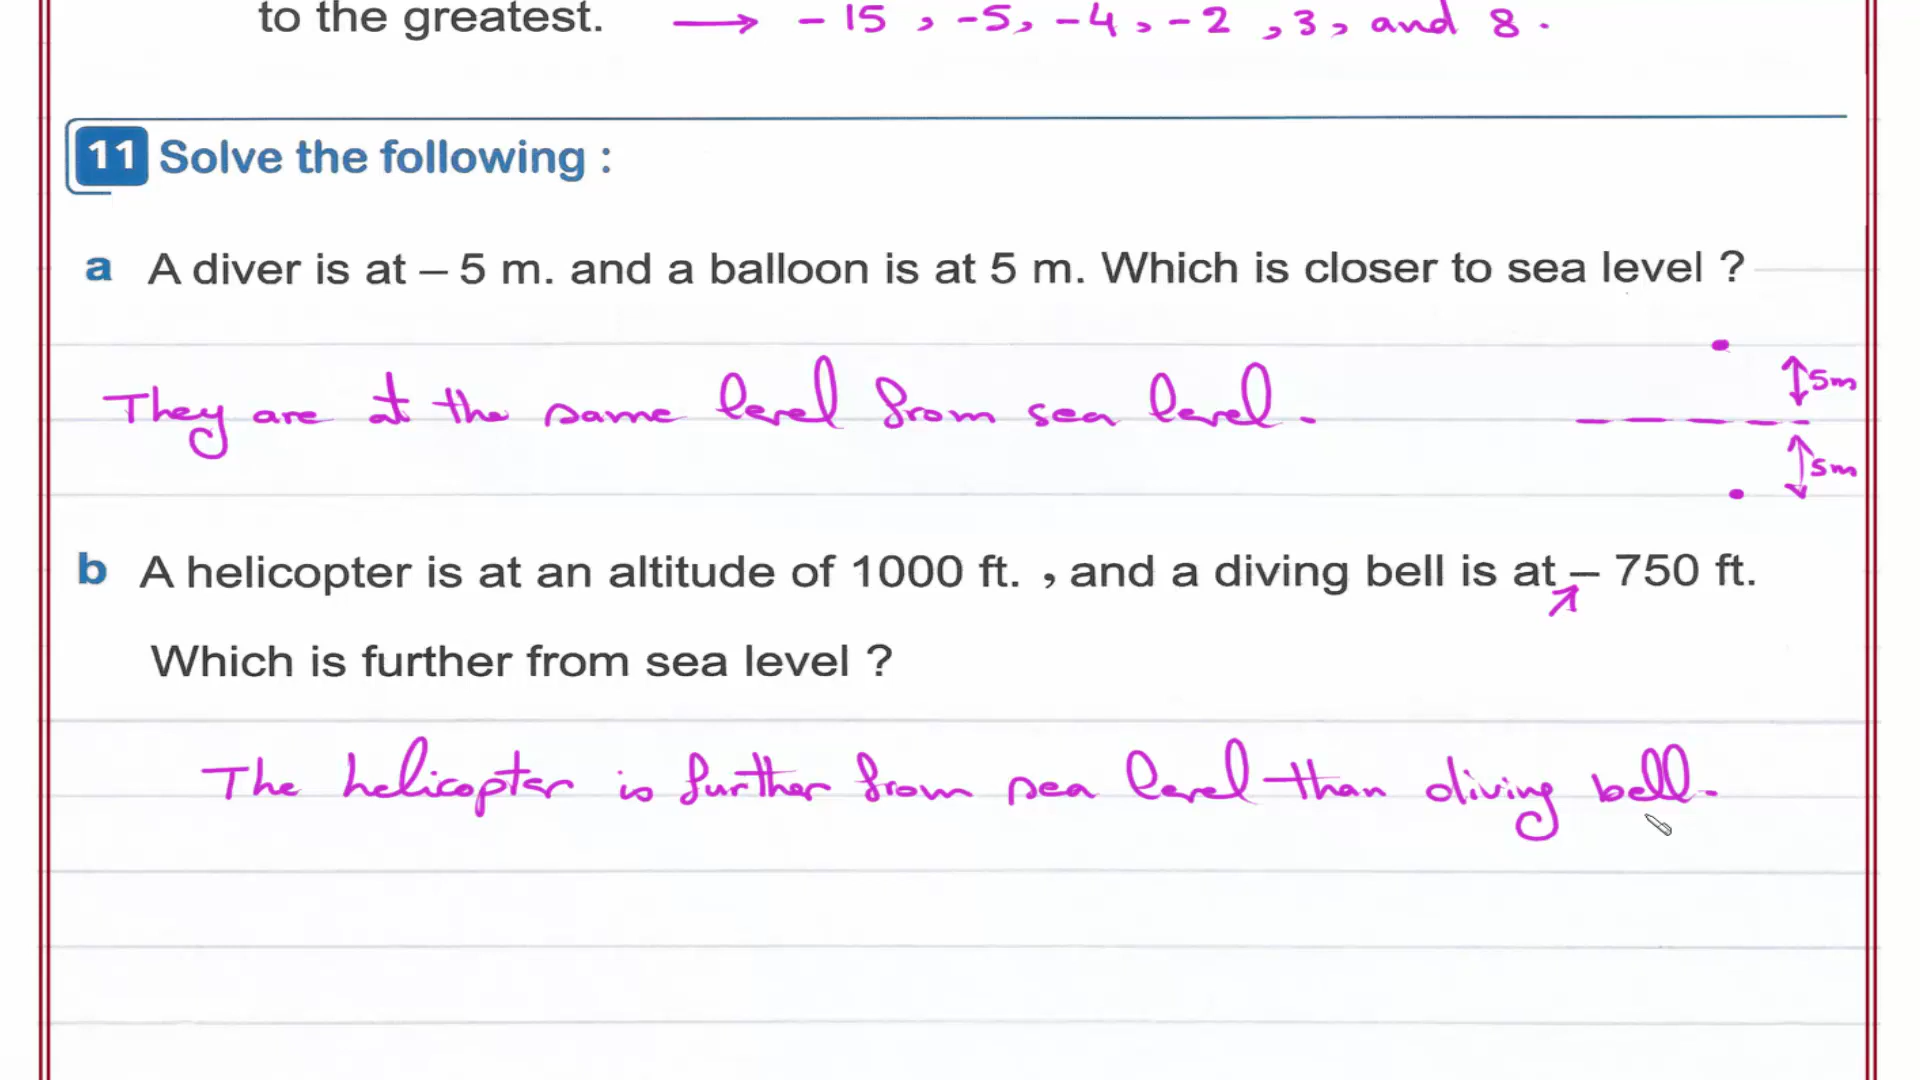 to the greatest. → -15, -5, -4, -2, 3, and 8.
11 Solve the following :
a A diver is at – 5 m. and a balloon is at 5 m. Which is closer to sea level ?
They are at the same level from sea level.
5m
5m
b A helicopter is at an altitude of 1000 ft. , and a diving bell is at – 750 ft.
Which is further from sea level ?
The helicopter is further from sea level than diving bell.